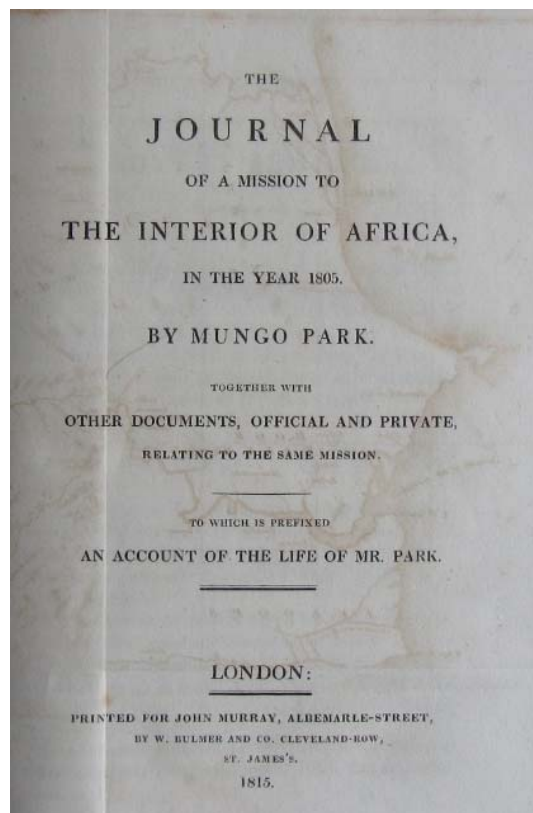 THE
JOURNAL
OF A MISSION TO
THE INTERIOR OF AFRICA,
IN THE YEAR 1805.
BY MUNGO PARK.
TOGETHER WITH
OTHER DOCUMENTS, OFFICIAL AND PRIVATE,
RELATING TO THE SAME MISSION.
TO WHICH IS PREFIXED
AN ACCOUNT OF THE LIFE OF MR. PARK.
LONDON:
PRINTED FOR JOHN MURRAY, ALBEMARLE-STREET,
BY W. BULMER AND CO. CLEVELAND-ROW,
ST. JAMES'S.
1815.